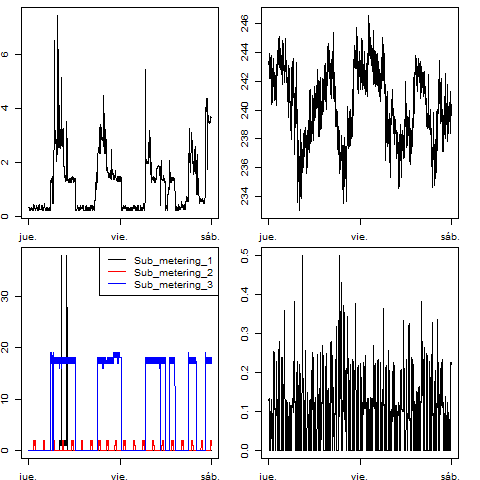 6
4
2
0
jue.
vie.
sáb.
246
244
242
240
238
236
234
jue.
vie.
sáb.
30
20
10
0
Sub_metering_1
Sub_metering_2
Sub_metering_3
jue.
vie.
sáb.
0.5
0.4
0.3
0.2
0.1
0.0
jue.
vie.
sáb.